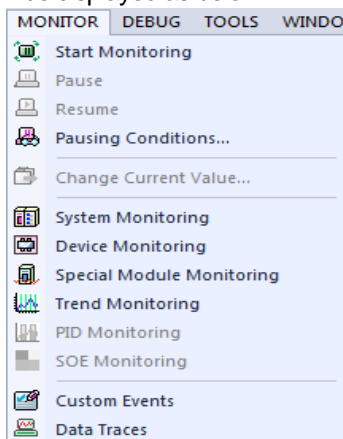 MONITOR DEBUG TOOLS WINDO
Start Monitoring
Pause
Resume
Pausing Conditions...
Change Current Value...
System Monitoring
Device Monitoring
Special Module Monitoring
Trend Monitoring
PID Monitoring
SOE Monitoring
Custom Events
Data Traces